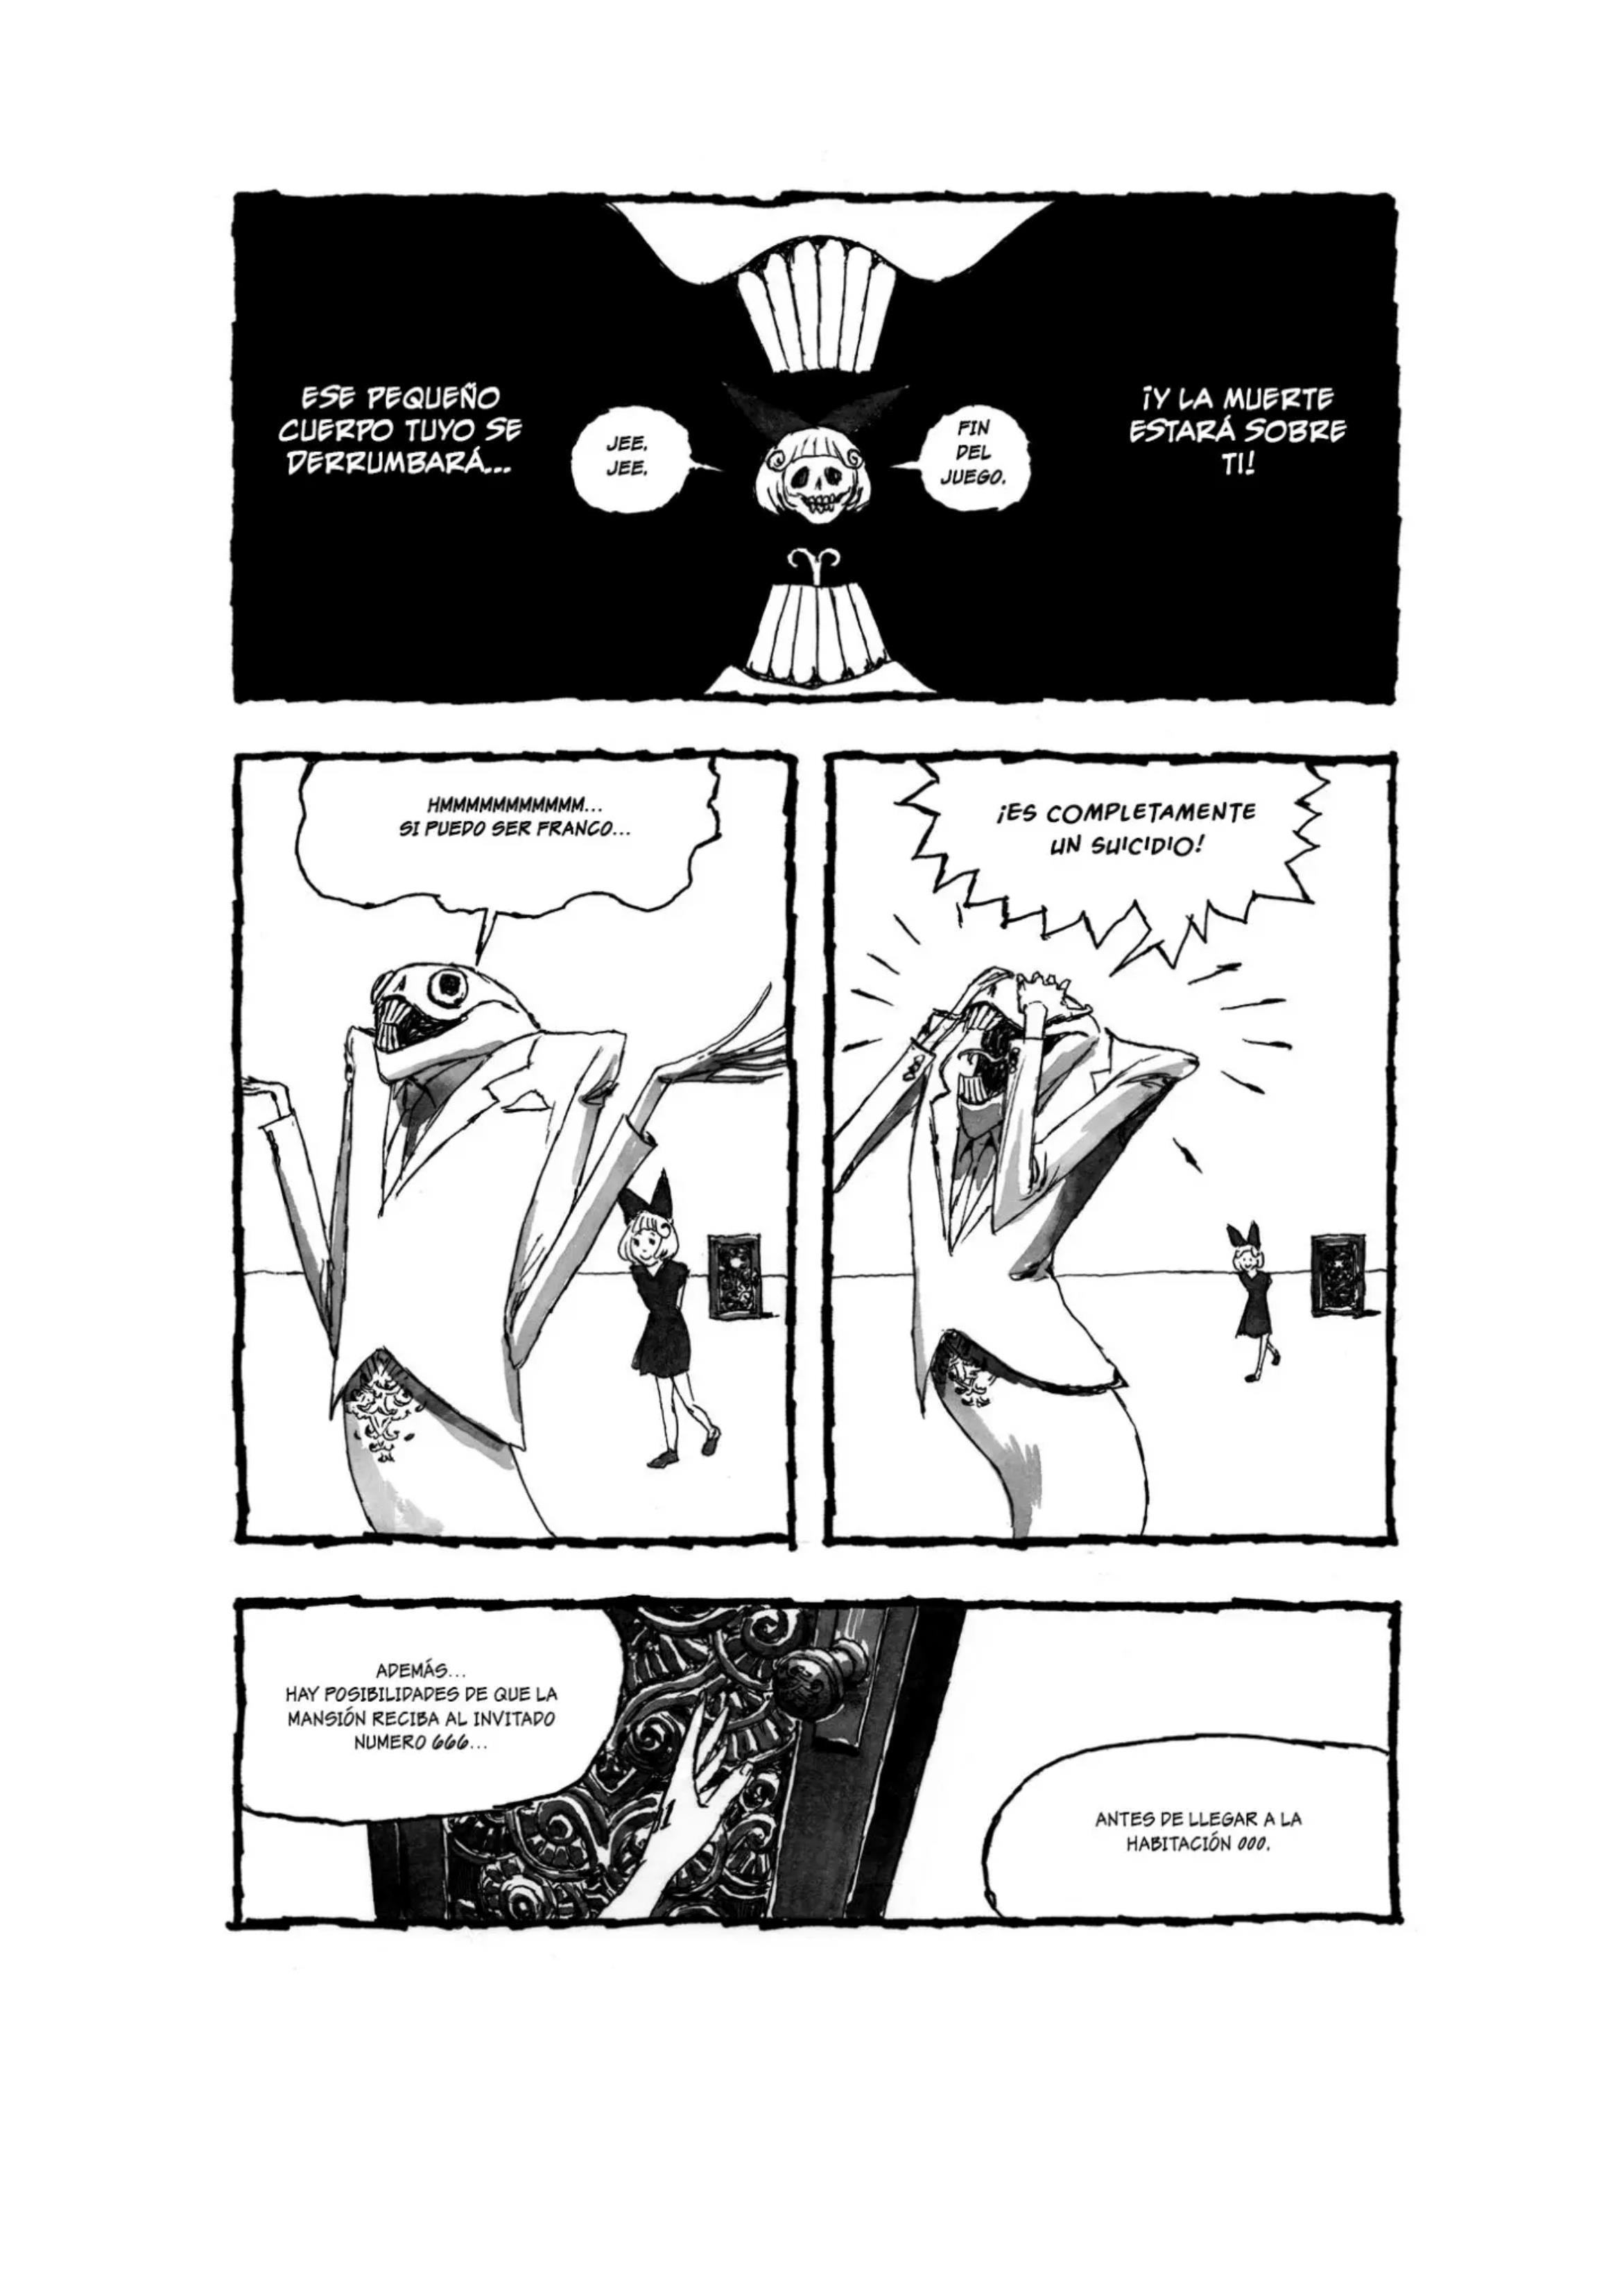 ESE PEQUEÑO
CUERPO TUYO SE
DERRUMBARÁ...
JEE,
JEE,
FIN
DEL
JUEGO.
¡Y LA MUERTE
ESTARÁ SOBRE
TI!
HMMMMMMMMMMM...
SI PUEDO SER FRANCO...
¡ES COMPLETAMENTE
UN SUICIDIO!
ADEMÁS...
HAY POSIBILIDADES DE QUE LA
MANSIÓN RECIBA AL INVITADO
NUMERO 666...
ANTES DE LLEGAR A LA
HABITACIÓN 000.